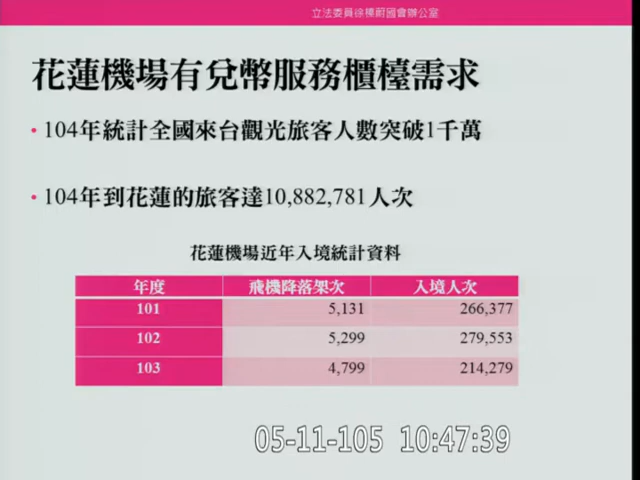 立法委員徐榛蔚國會辦公室
花蓮機場有兌幣服務櫃檯需求
•104年統計全國來台觀光旅客人數突破1千萬
•104年到花蓮的旅客達10,882,781人次
花蓮機場近年入境統計資料
年度 飛機降落架次 入境人次
101 5,131 266,377
102 5,299 279,553
103 4,799 214,279
05-11-105 10:47:39